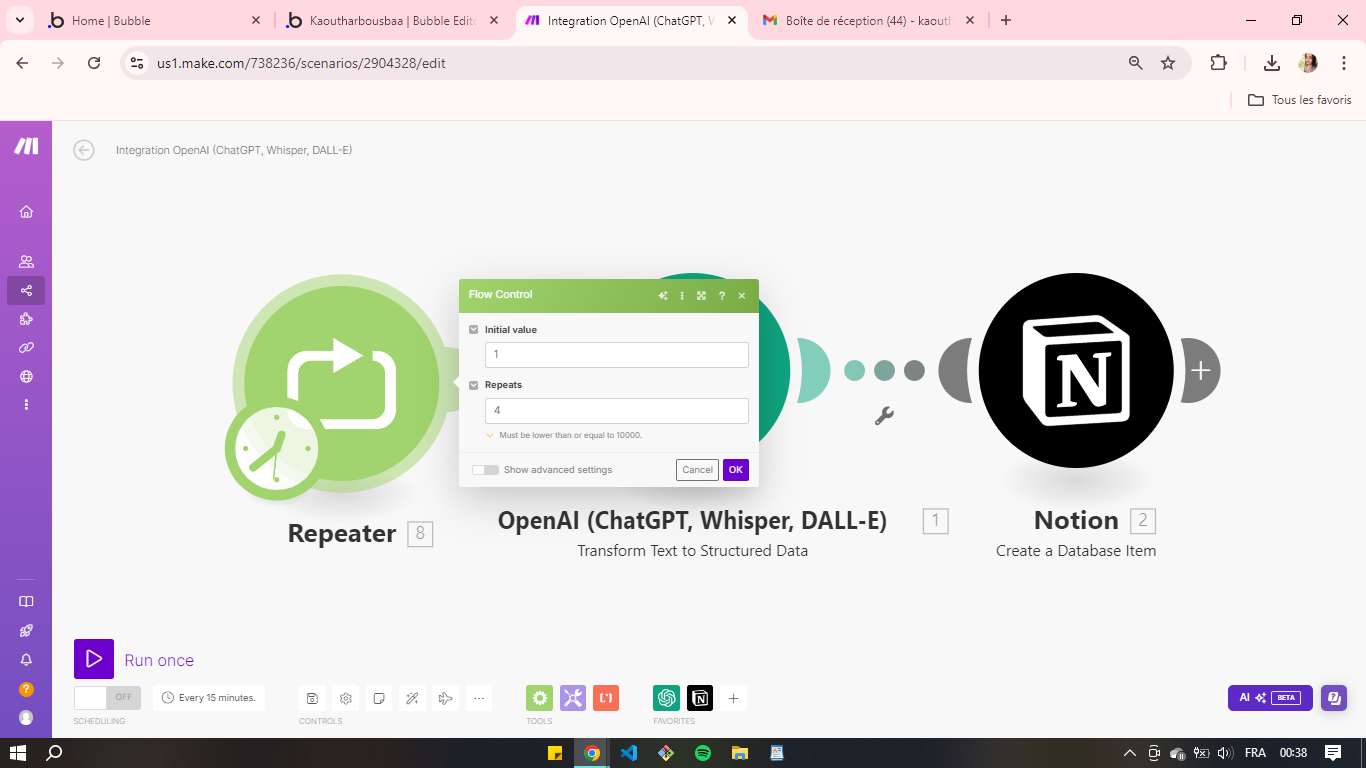 Home | Bubble
Kaoutharbousbaa | Bubble Edito
Integration OpenAI (ChatGPT, W
Boîte de réception (44) - kaouth
us1.make.com/738236/scenarios/2904328/edit
Tous les favoris
Integration OpenAI (ChatGPT, Whisper, DALL-E)
Flow Control
Initial value
1
Repeats
4
Must be lower than or equal to 10000.
Show advanced settings
Cancel
OK
N
Repeater 8
OpenAI (ChatGPT, Whisper, DALL-E) 1
Transform Text to Structured Data
Notion 2
Create a Database Item
Run once
OFF
Every 15 minutes.
SCHEDULING
CONTROLS
TOOLS
FAVORITES
AI BETA
FRA
00:38